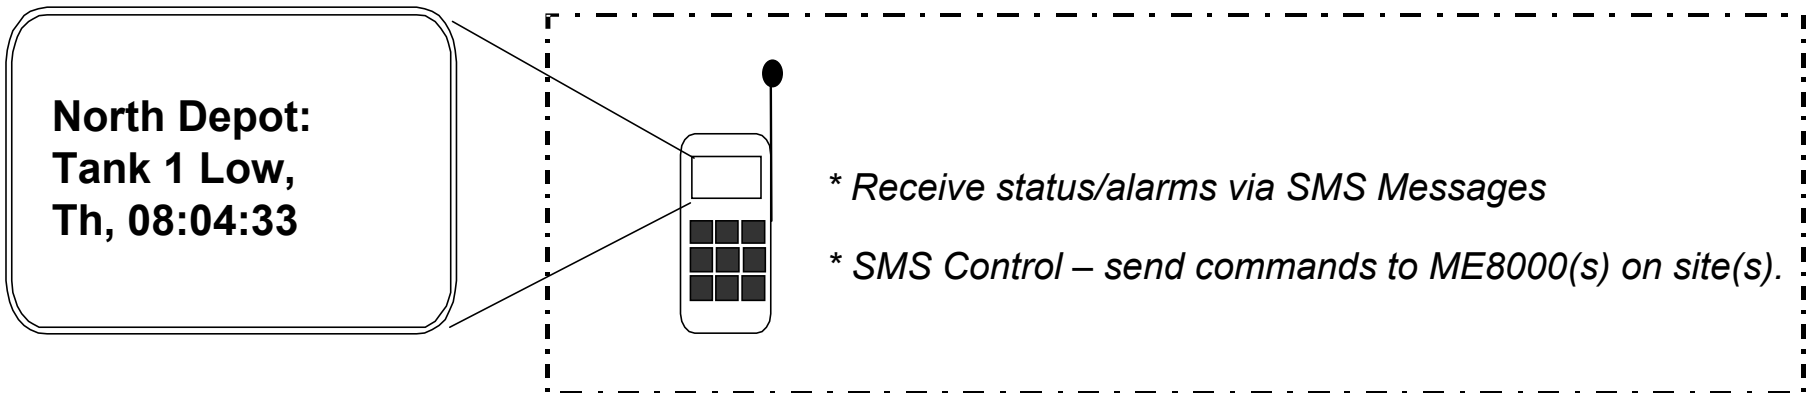 North Depot:
Tank 1 Low,
Th, 08:04:33
* Receive status/alarms via SMS Messages
* SMS Control – send commands to ME8000(s) on site(s).